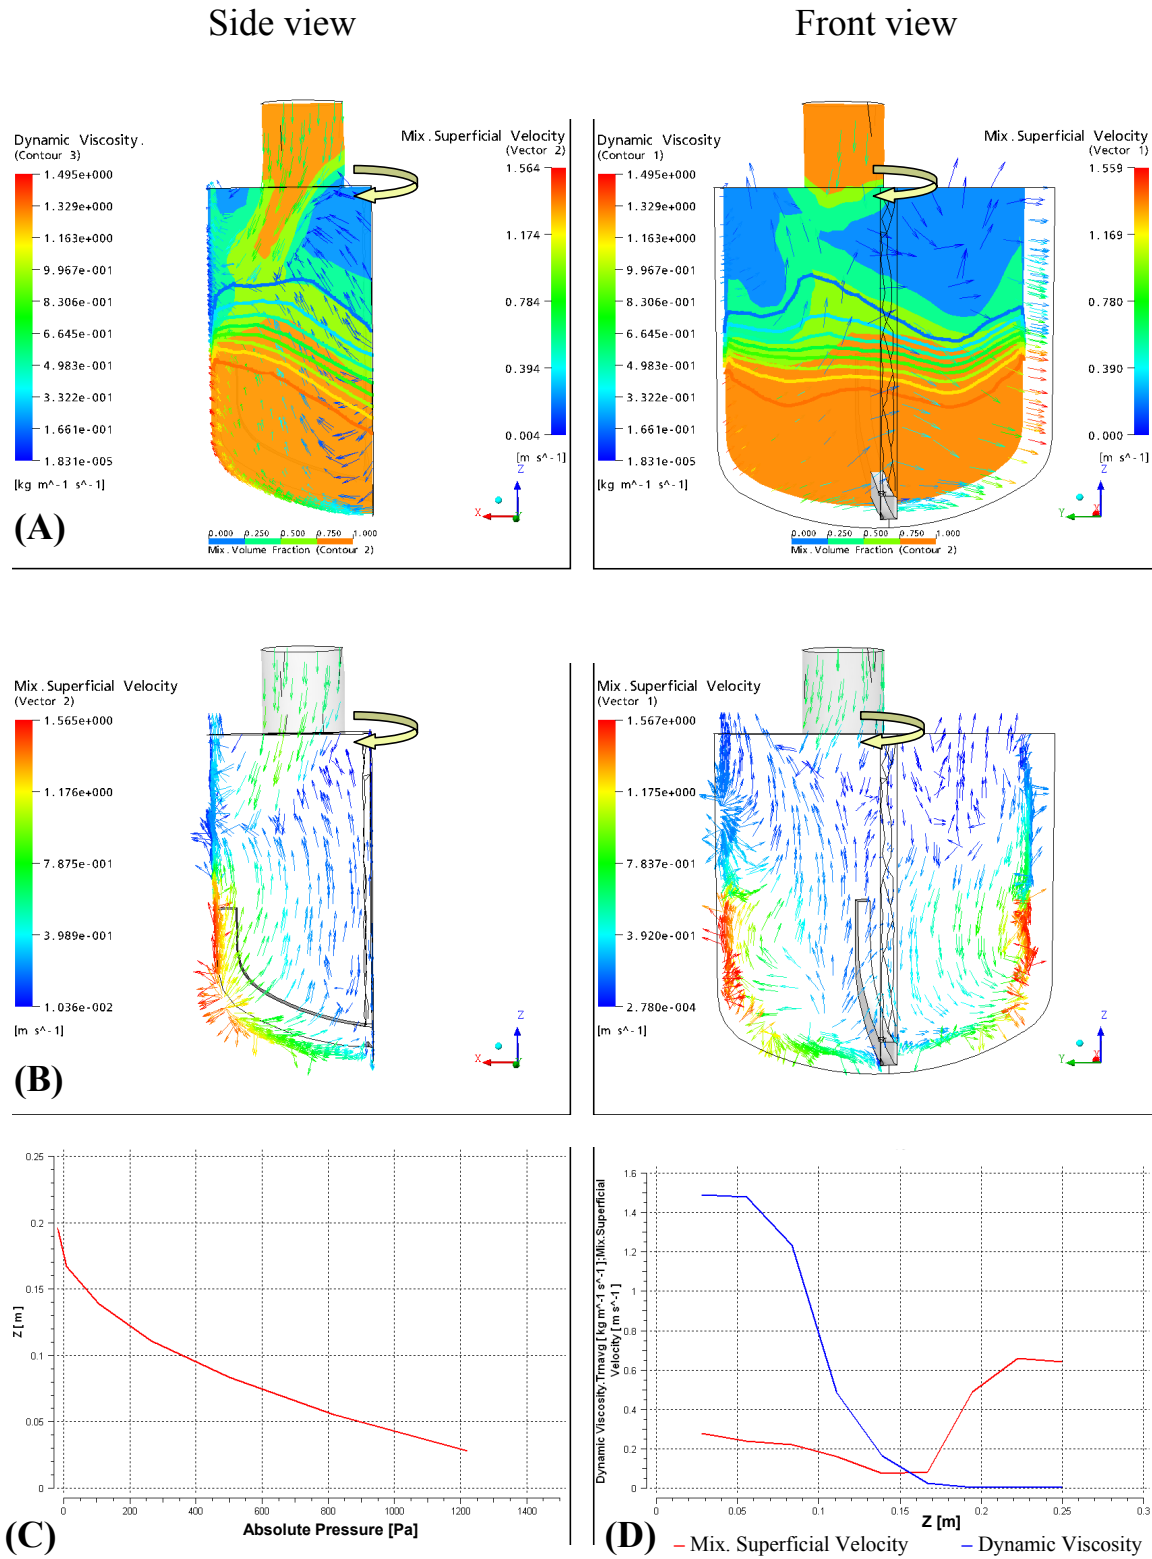 Side view
Front view
Dynamic Viscosity.
(Contour 3)
1.495e+000
1.329e+000
1.163e+000
9.967e-001
8.306e-001
6.645e-001
4.983e-001
3.322e-001
1.661e-001
1.831e-005
[kg m^-1 s^-1]
Mix.Superficial Velocity
(Vector 2)
1.564
1.174
0.784
0.394
0.004
[m s^-1]
Z
X
Y
(A)
0.000 0.250 0.500 0.750 1.000
Mix.Volume Fraction (Contour 2)
Dynamic Viscosity
(Contour 1)
1.495e+000
1.329e+000
1.163e+000
9.967e-001
8.306e-001
6.645e-001
4.983e-001
3.322e-001
1.661e-001
1.831e-005
[kg m^-1 s^-1]
Mix.Superficial Velocity
(Vector 1)
1.559
1.169
0.780
0.390
0.000
[m s^-1]
Z
Y
X
0.000 0.250 0.500 0.750 1.000
Mix.Volume Fraction (Contour 2)
Mix.Superficial Velocity
(Vector 2)
1.565e+000
1.176e+000
7.875e-001
3.989e-001
1.036e-002
[m s^-1]
Z
X
Y
(B)
Mix.Superficial Velocity
(Vector 1)
1.567e+000
1.175e+000
7.837e-001
3.920e-001
2.780e-004
[m s^-1]
Z
Y
X
0.25
0.2
0.15
0.1
0.05
0
Z [ m ]
0 200 400 600 800 1000 1200 1400
Absolute Pressure [Pa]
(C)
Dynamic Viscosity.Trnavg [ kg m^-1 s^-1 ];Mix.Superficial
Velocity [ m s^-1 ]
1.6
1.4
1.2
1
0.8
0.6
0.4
0.2
0
0 0.05 0.1 0.15 0.2 0.25 0.3
Z [m]
(D)
Mix. Superficial Velocity
Dynamic Viscosity